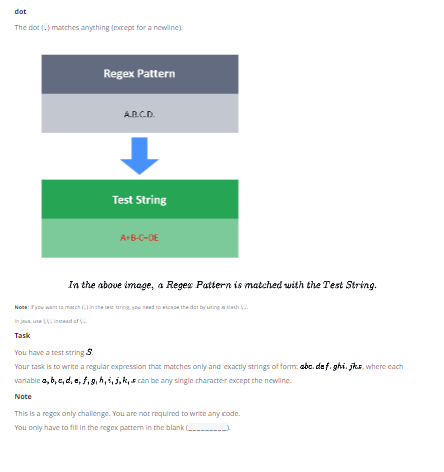 dot
The dot (.) matches anything (except for a newline).
Regex Pattern
A.B.C.D.
Test String
A+B-C=DE
In the above image, a Regex Pattern is matched with the Test String.
Note: If you want to match (.) in the test string, you need to escape the dot by using a slash \..
In Java, use \\. instead of \..
Task
You have a test string S.
Your task is to write a regular expression that matches only and exactly strings of form: abc.def.ghi.jkx, where each
variable a, b, c, d, e, f, g, h, i, j, k, x can be any single character except the newline.
Note
This is a regex only challenge. You are not required to write any code.
You only have to fill in the regex pattern in the blank (_________).